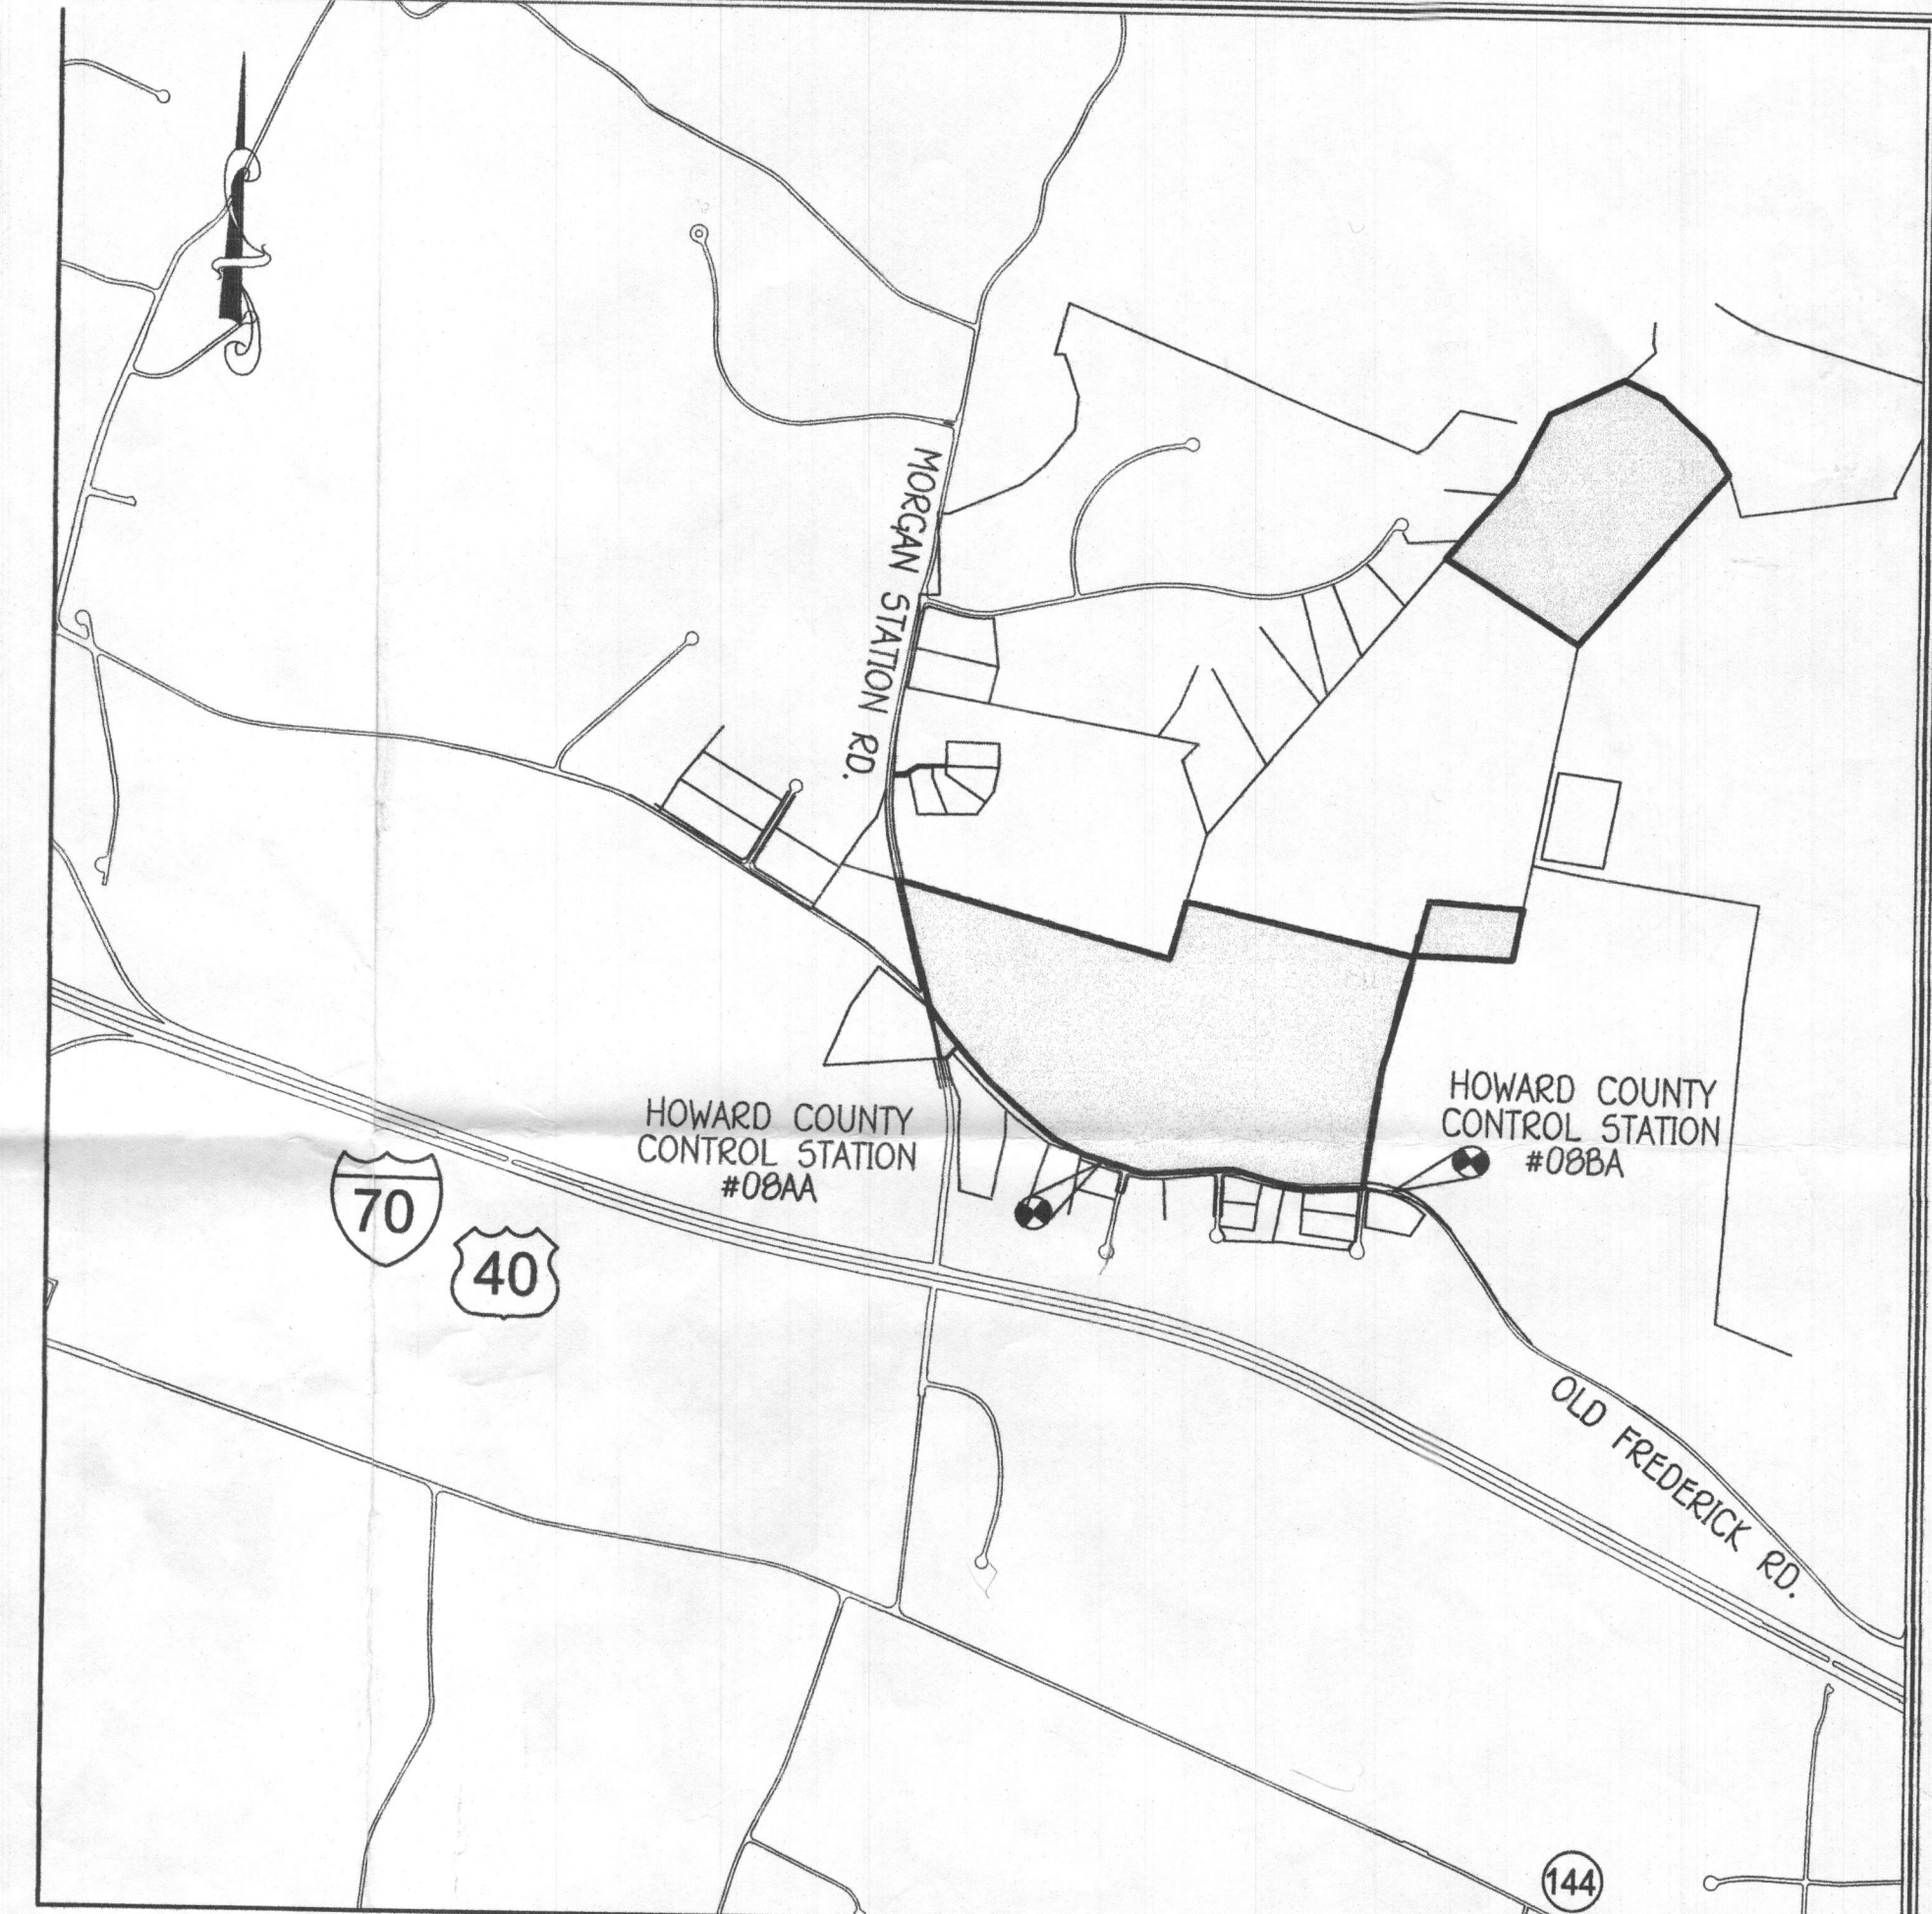 MORGAN STATION RD.
HOWARD COUNTY
CONTROL STATION
#08AA
HOWARD COUNTY
CONTROL STATION
#08BA
70
40
OLD FREDERICK RD.
144